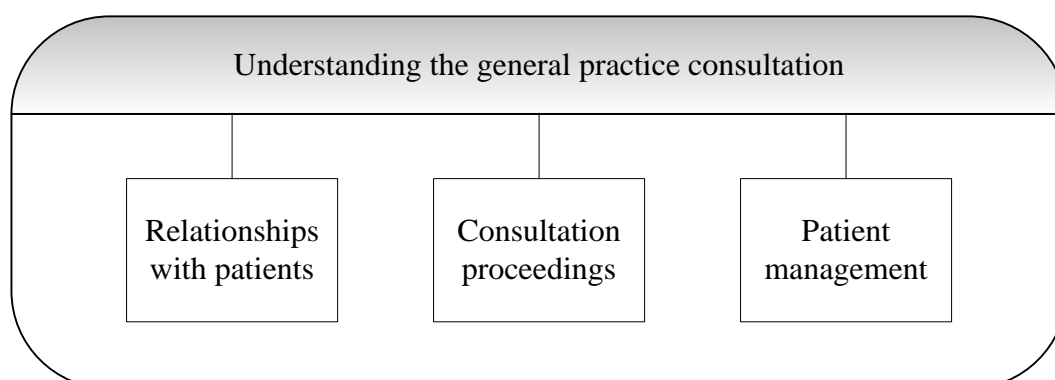 Understanding the general practice consultation
Relationships
with patients
Consultation
proceedings
Patient
management